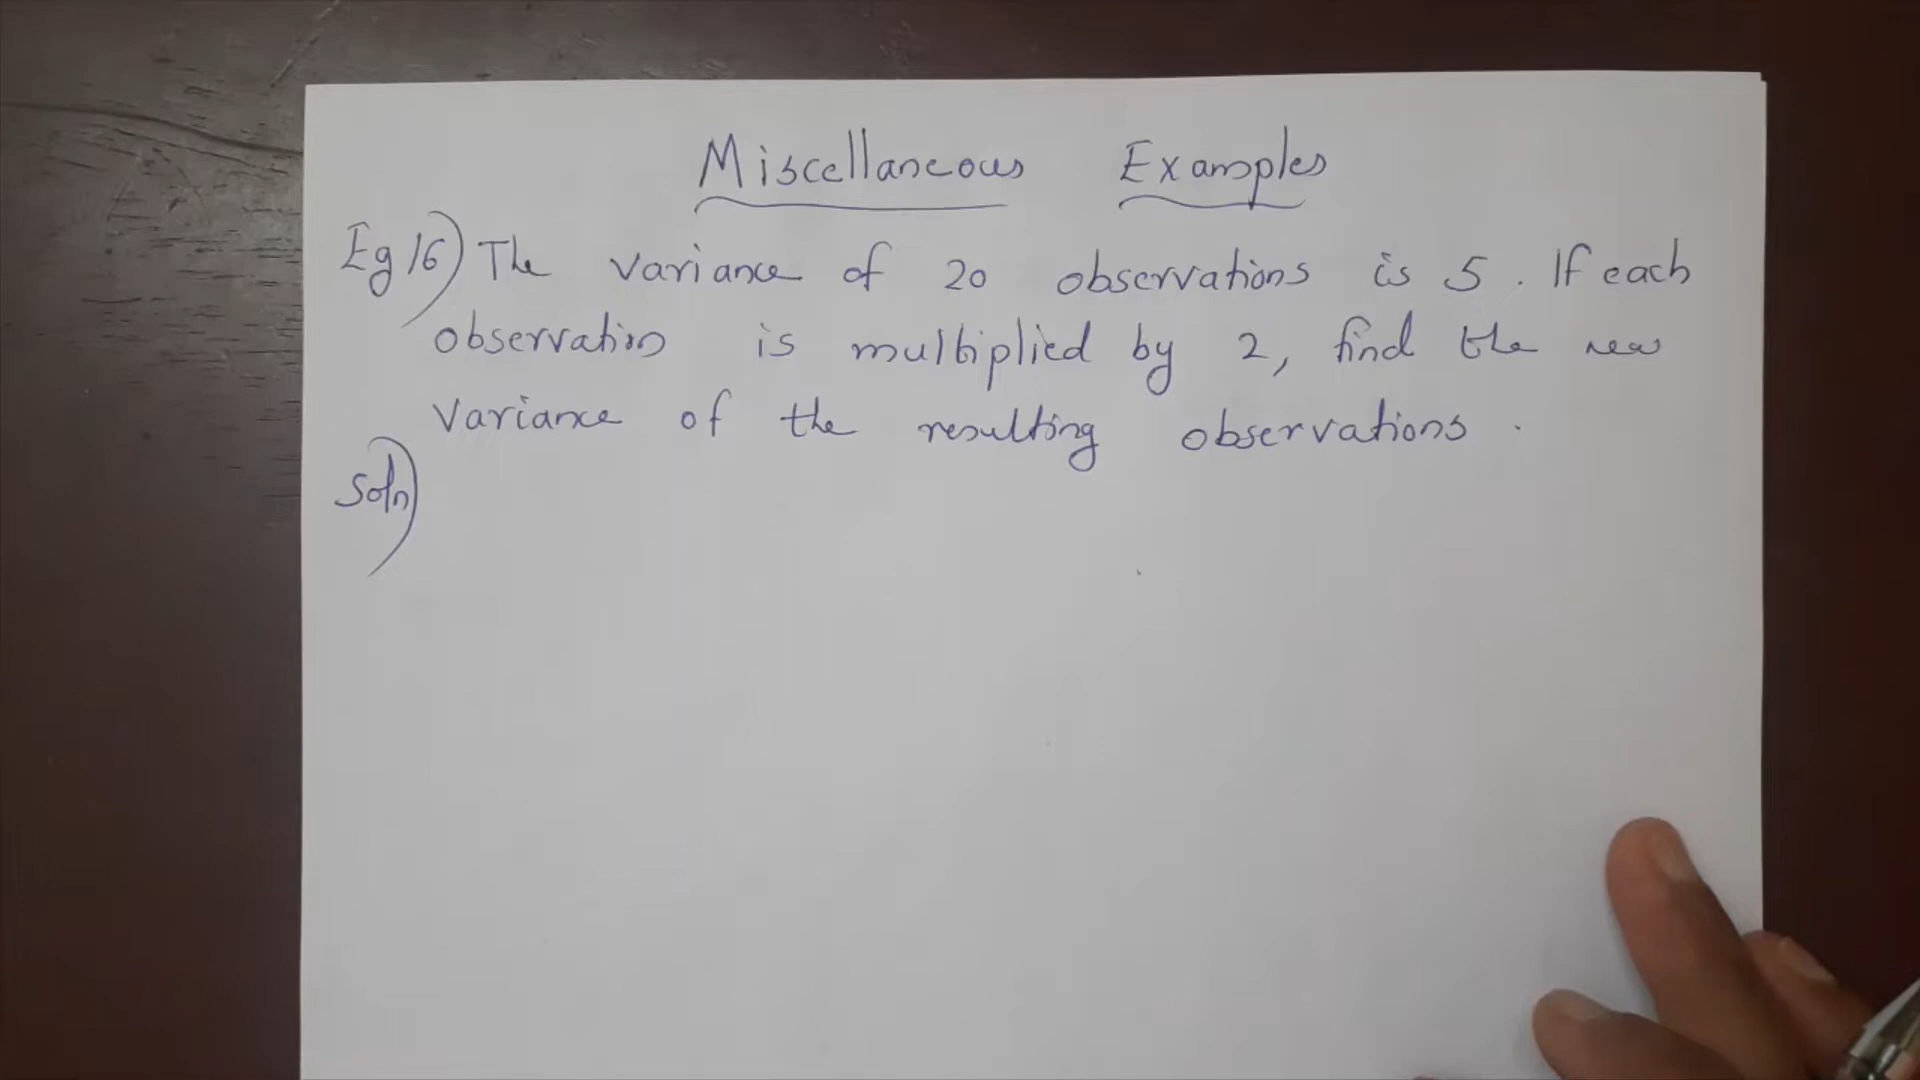 Miscellaneous Examples
Eg 16) The variance of 20 observations is 5. If each
observation is multiplied by 2, find the new
variance of the resulting observations.
Soln)